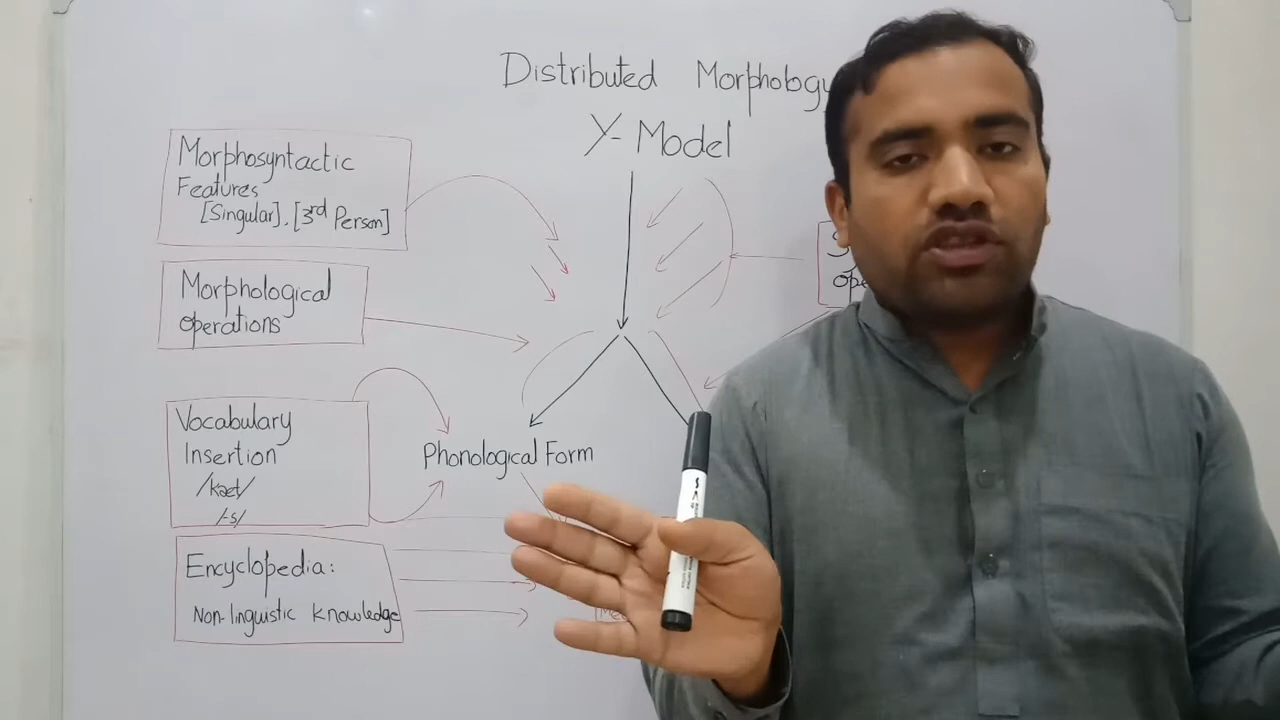 Distributed Morphology
Y-Model
Morphosyntactic
Features
[Singular], [3rd Person]
Morphological
operations
Vocabulary
Insertion
/kæt/
/-s/
Phonological Form
Encyclopedia:
Non-linguistic knowledge